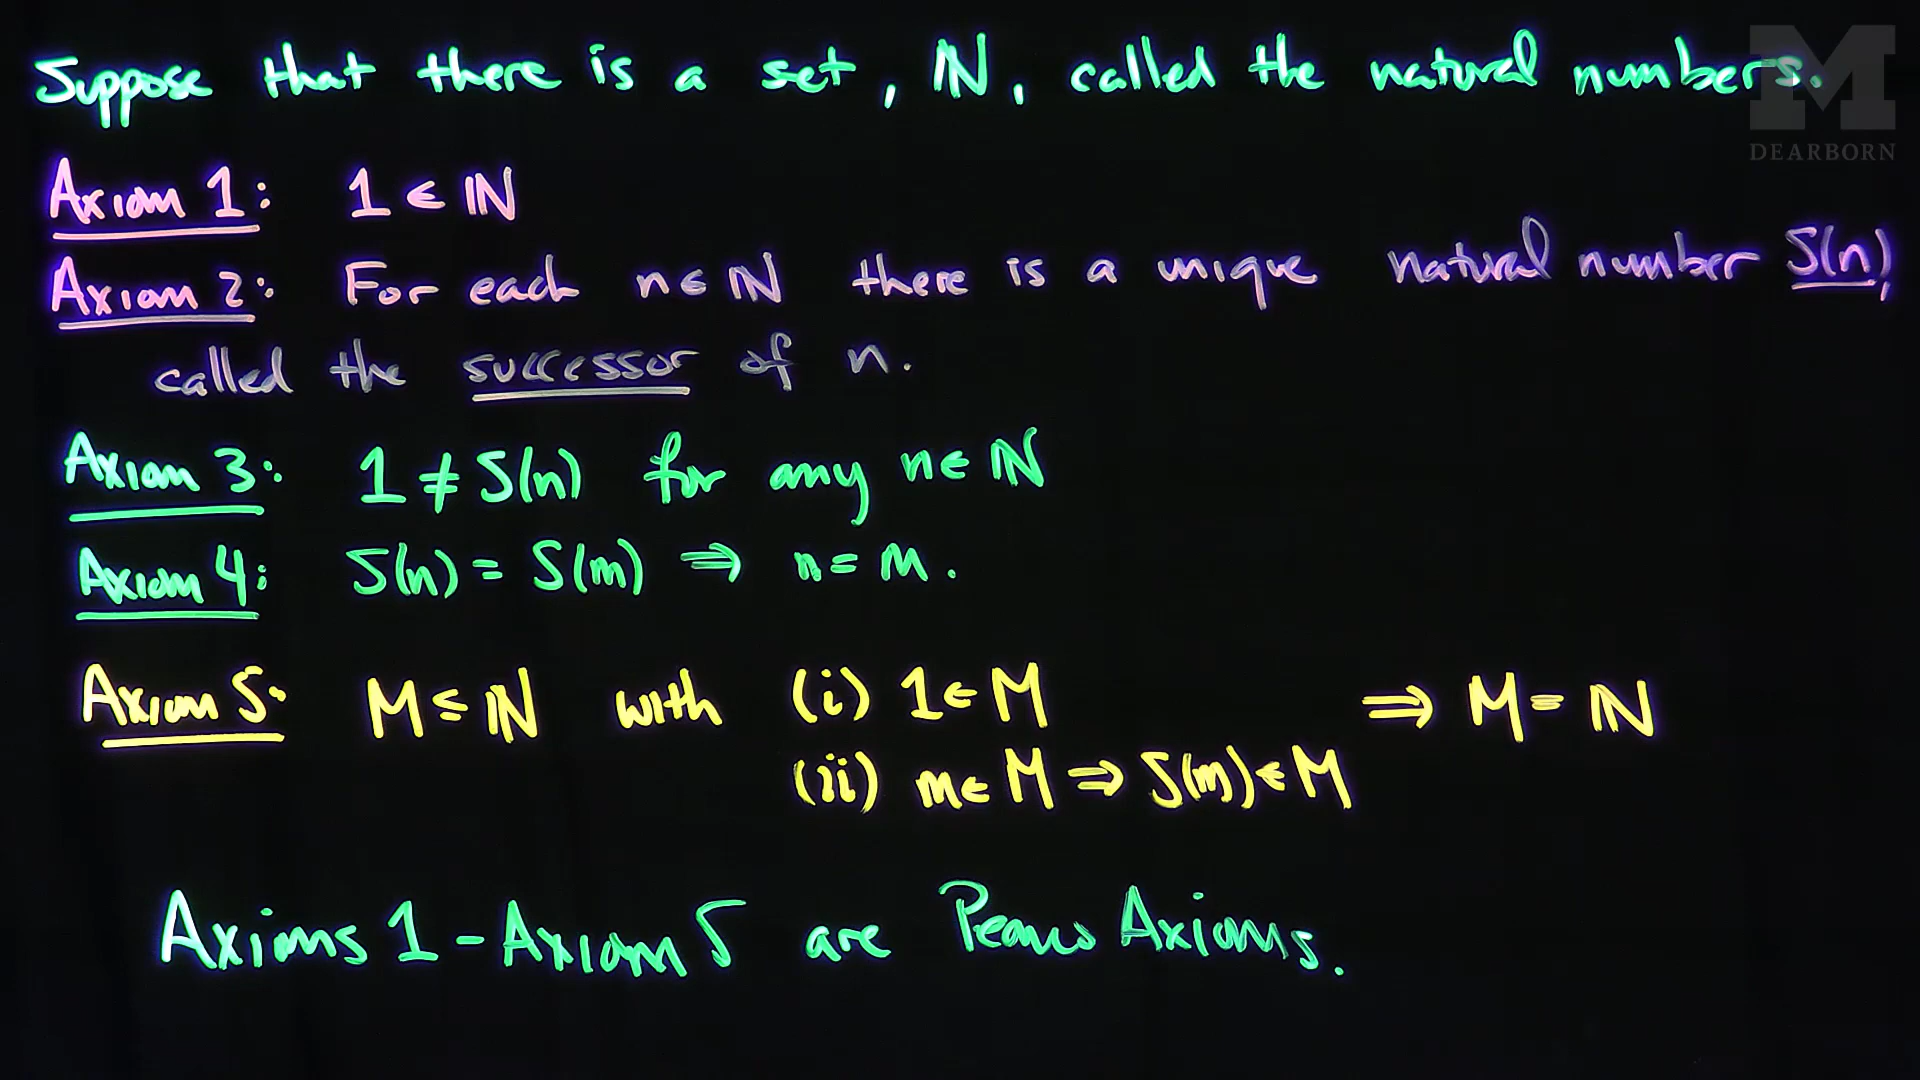 Suppose that there is a set, ℕ, called the natural numbers.
M
DEARBORN
Axiom 1: 1 ∈ ℕ
Axiom 2: For each n ∈ ℕ there is a unique natural number S(n),
called the successor of n.
Axiom 3: 1 ≠ S(n) for any n ∈ ℕ
Axiom 4: S(n) = S(m) ⇒ n = m.
Axiom 5: M ⊆ ℕ with (i) 1 ∈ M ⇒ M = ℕ
(ii) m ∈ M ⇒ S(m) ∈ M
Axioms 1 - Axiom 5 are Peano Axioms.